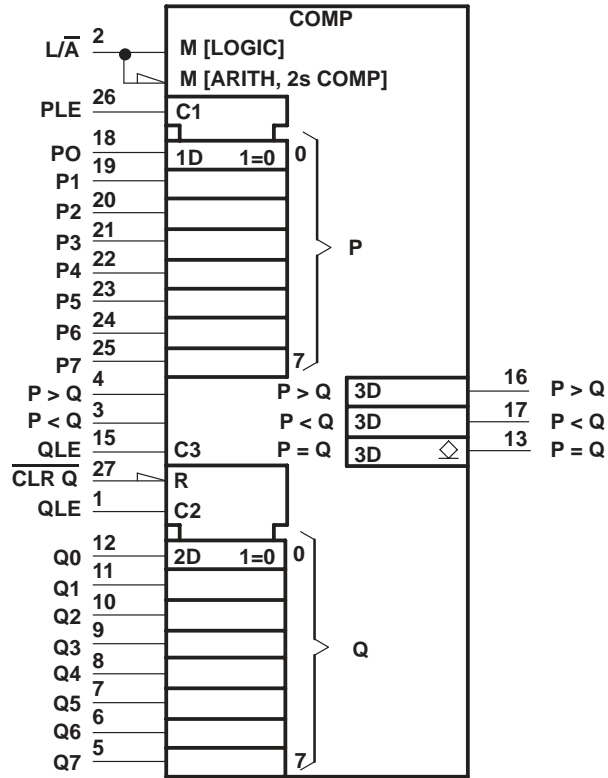 COMP
L/A 2 M [LOGIC]
M [ARITH, 2s COMP]
PLE 26 C1
PO 18 1D 1=0 0
P1 19
P2 20
P3 21 P
P4 22
P5 23
P6 24
P7 25 7
P > Q 4 P > Q 3D 16 P > Q
P < Q 3 P < Q 3D 17 P < Q
QLE 15 C3 P = Q 3D 13 P = Q
CLR Q 27 R
QLE 1 C2
Q0 12 2D 1=0 0
Q1 11
Q2 10
Q3 9 Q
Q4 8
Q5 7
Q6 6
Q7 5 7